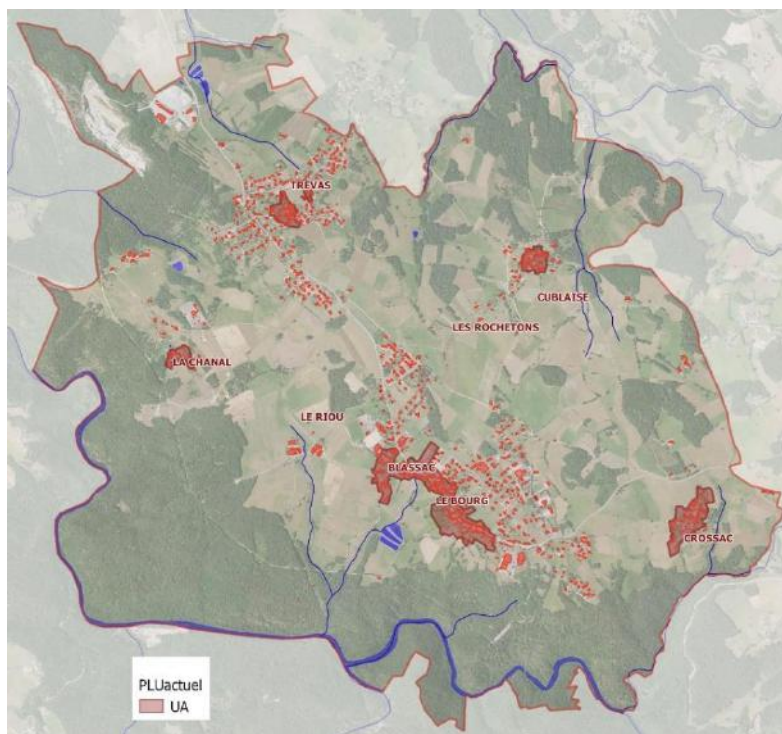 TREVAS
CUBLAISE
LES ROCHETONS
LA CHANAL
LE RIOU
BLASSAC
LE BOURG
CROSSAC
PLUactuel
UA